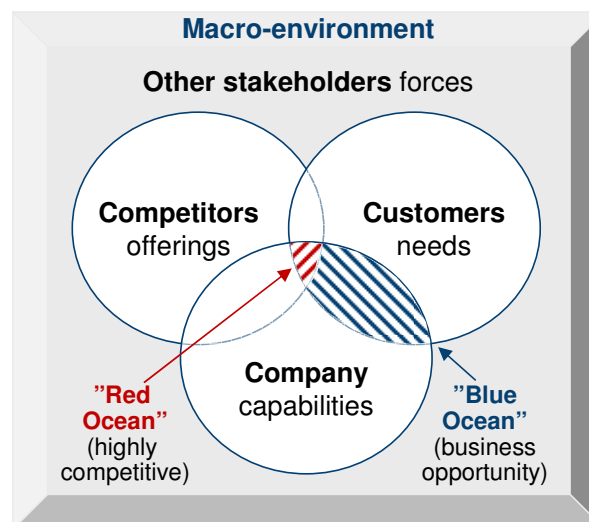 Macro-environment
Other stakeholders forces
Competitors
offerings
Customers
needs
Company
capabilities
”Red
Ocean”
(highly
competitive)
”Blue
Ocean”
(business
opportunity)